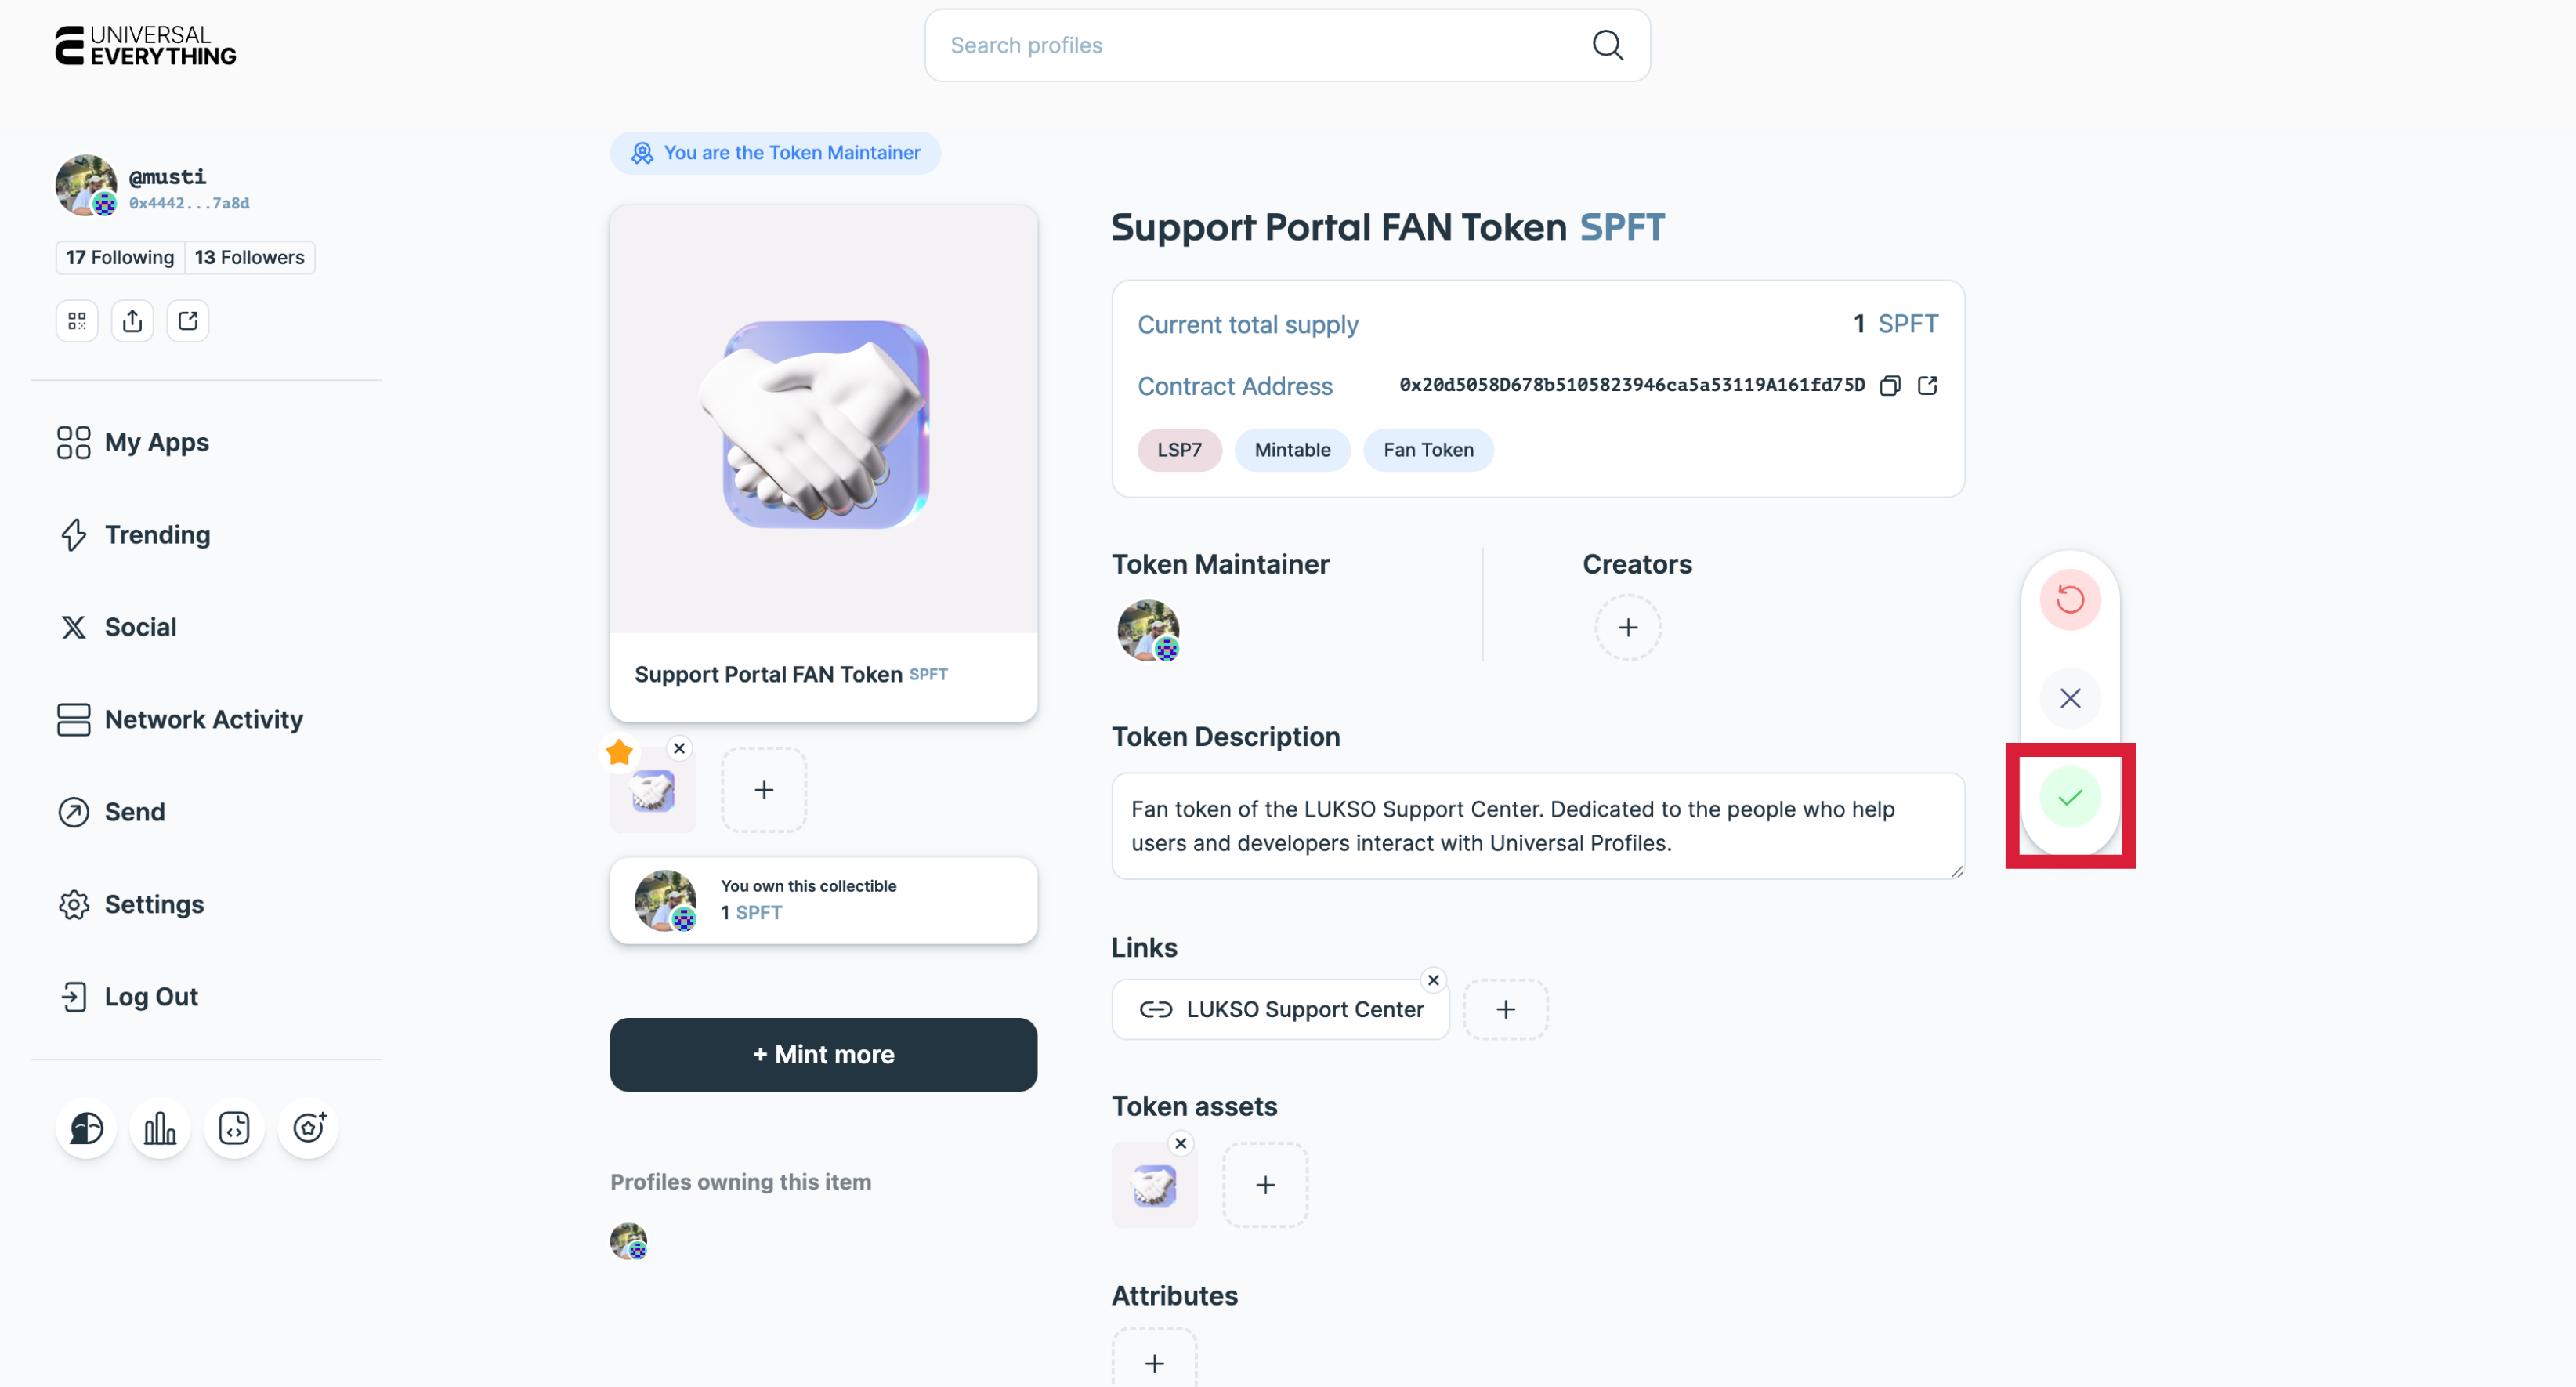 UNIVERSAL
EVERYTHING
Search profiles
@musti
0x4442...7a8d
17 Following
13 Followers
My Apps
Trending
Social
Network Activity
Send
Settings
Log Out
You are the Token Maintainer
Support Portal FAN Token SPFT
You own this collectible
1 SPFT
+ Mint more
Profiles owning this item
Support Portal FAN Token SPFT
Current total supply
1 SPFT
Contract Address
0x20d5058D678b5105823946ca5a53119A161fd75D
LSP7
Mintable
Fan Token
Token Maintainer
Creators
Token Description
Fan token of the LUKSO Support Center. Dedicated to the people who help
users and developers interact with Universal Profiles.
Links
LUKSO Support Center
Token assets
Attributes